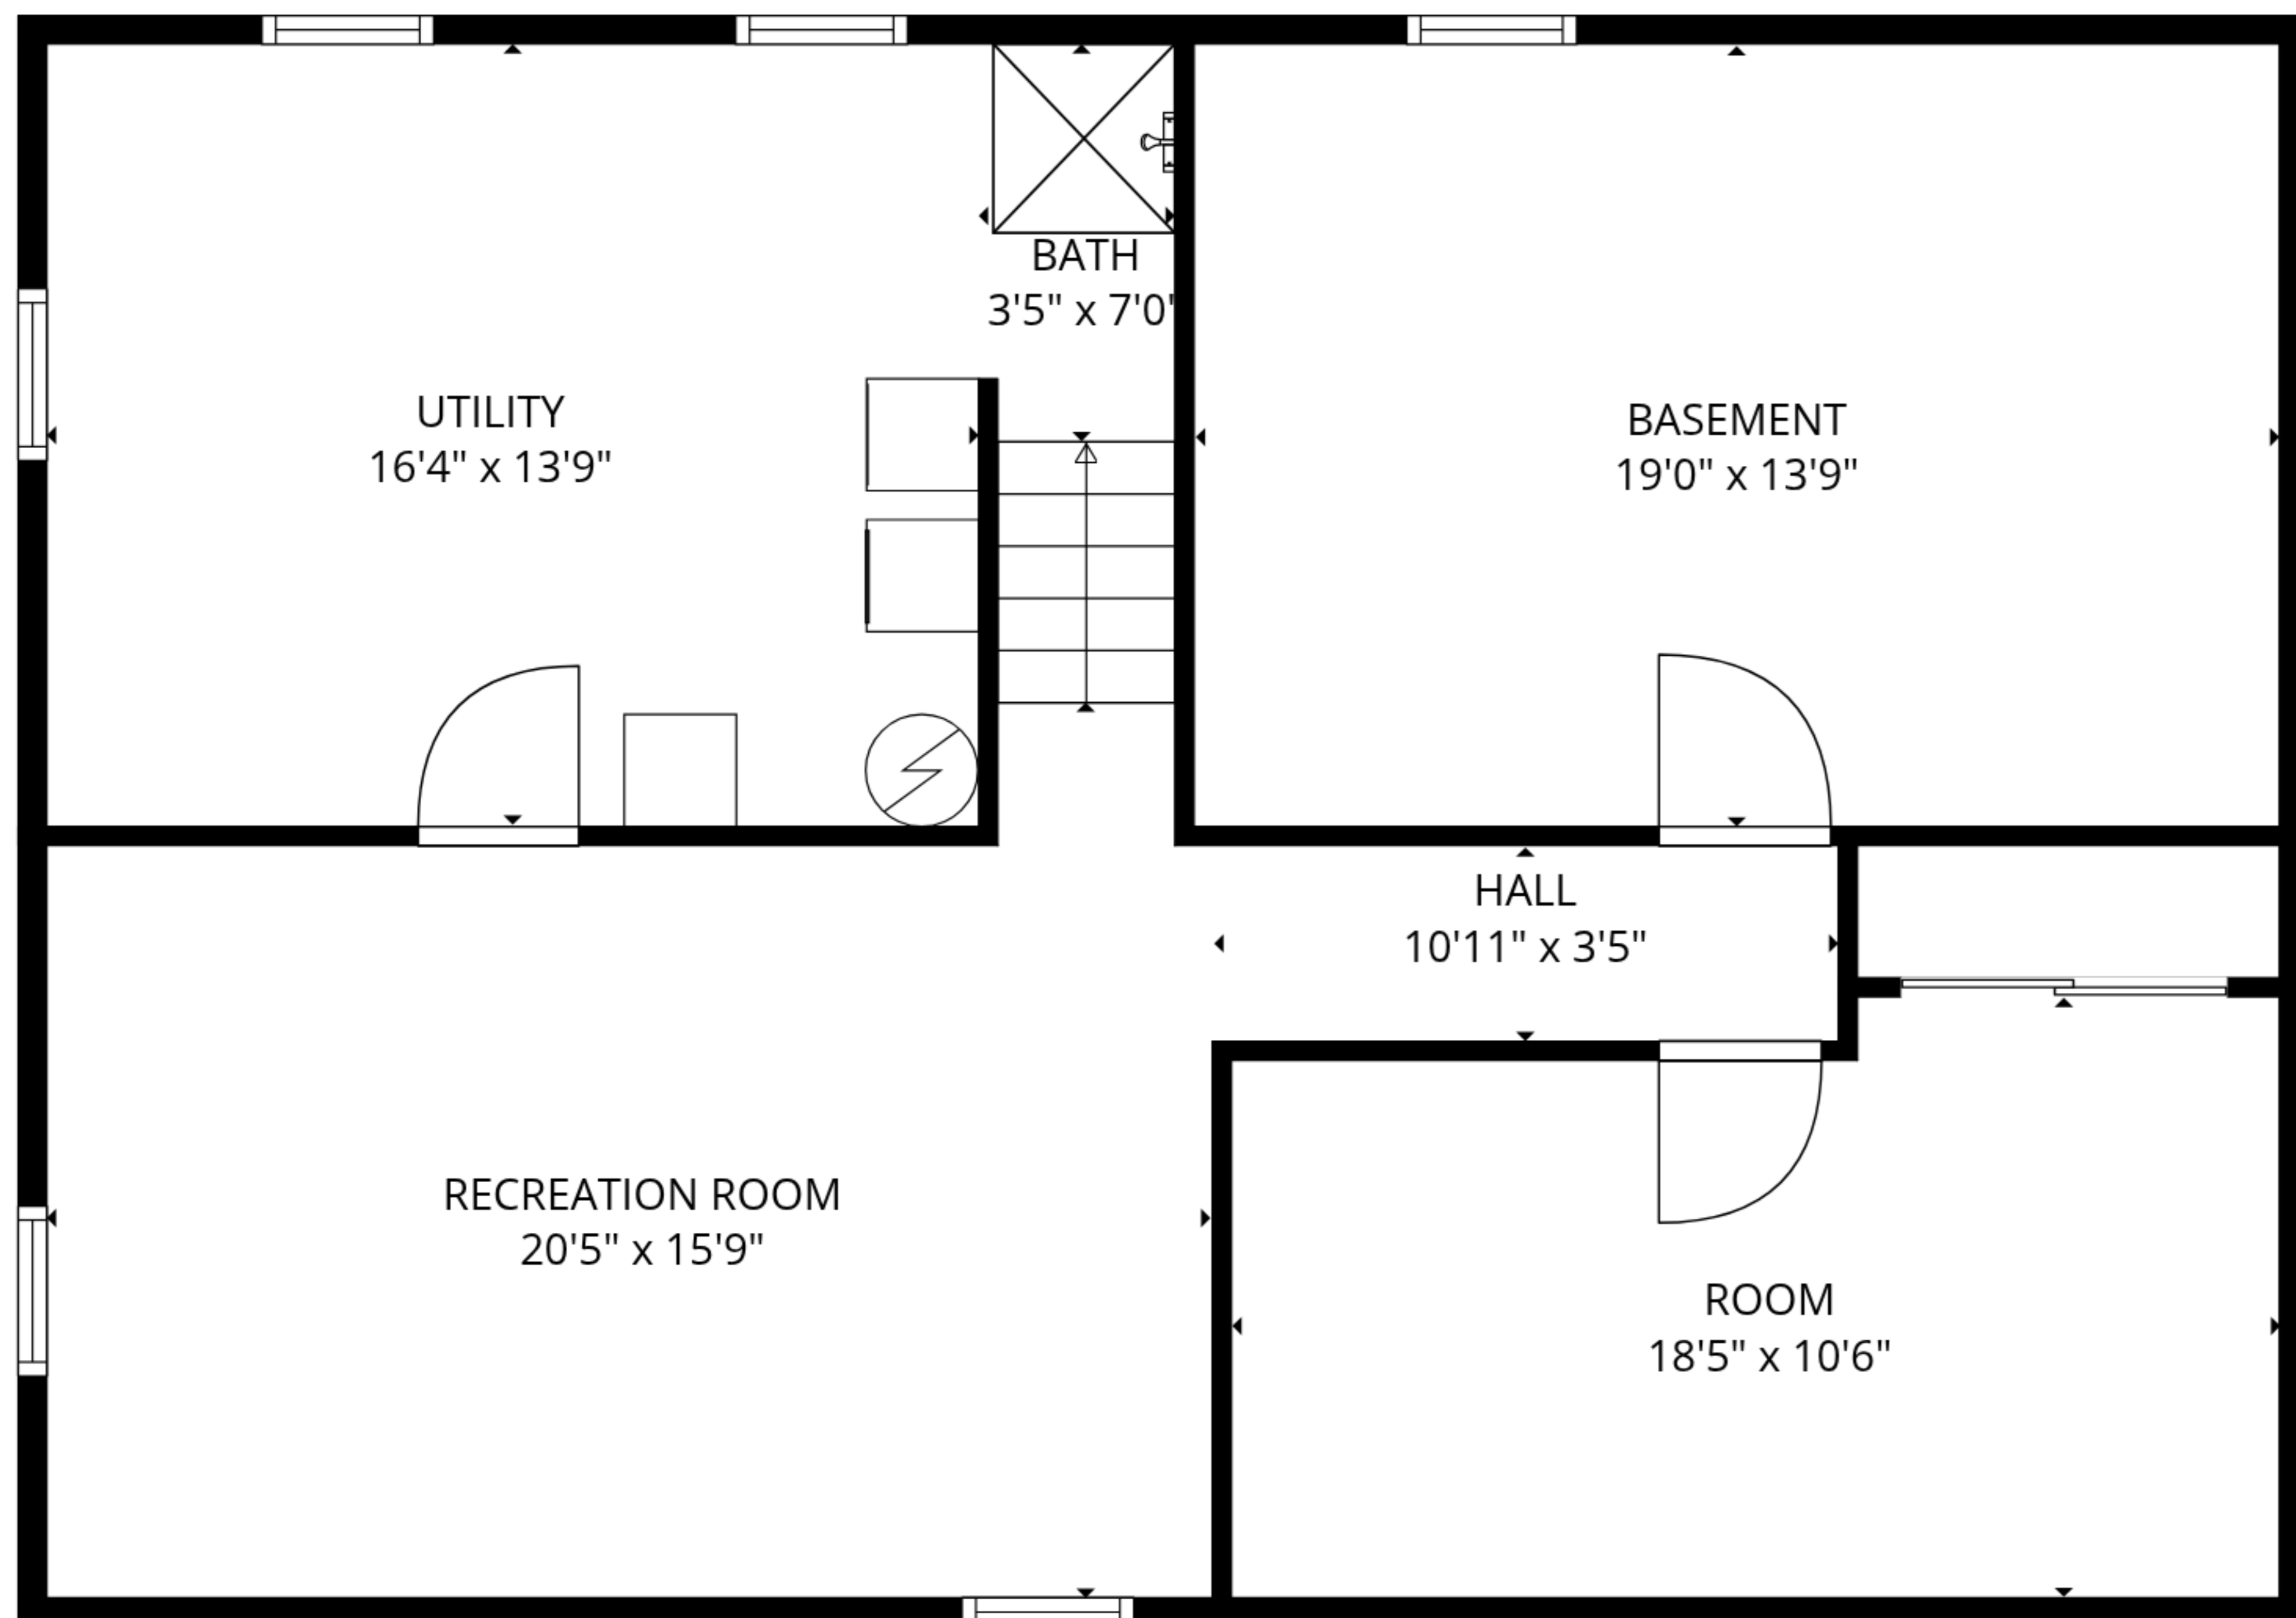 BATH
3'5" x 7'0"
UTILITY
16'4" x 13'9"
BASEMENT
19'0" x 13'9"
HALL
10'11" x 3'5"
RECREATION ROOM
20'5" x 15'9"
ROOM
18'5" x 10'6"